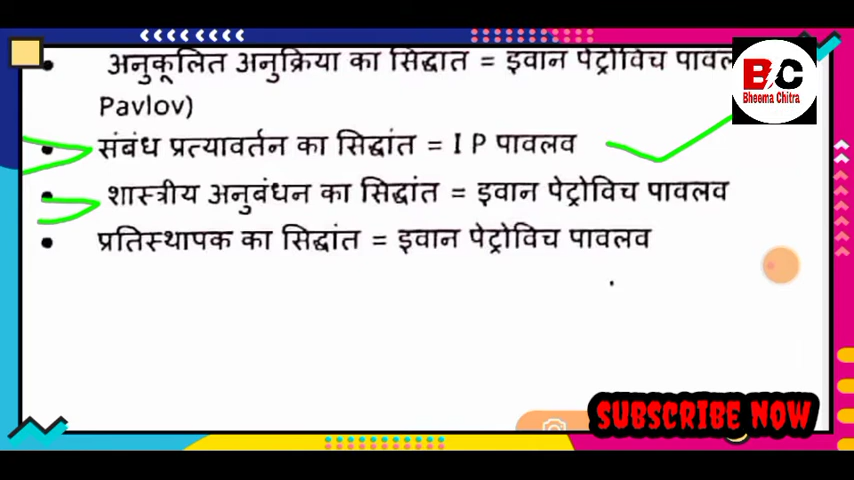 अनुकूलित अनुक्रिया का सिद्धात = इवान पेट्रोविच
Pavlov)
संबंध प्रत्यावर्तन का सिद्धांत = I P पावलव
शास्त्रीय अनुबंधन का सिद्धांत = इवान पेट्रोविच पावलव
प्रतिस्थापक का सिद्धांत = इवान पेट्रोविच पावलव
BC
Bheema Chitra
SUBSCRIBE NOW